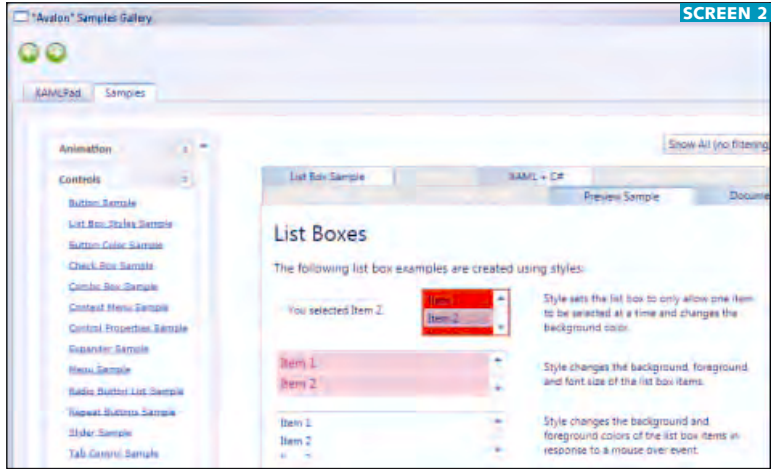 "Avalon" Samples Gallery
SCREEN 2
XAMLPad Samples
Show All (no filtering
Animation
Controls
Button Sample
List Box Styles Sample
Button Color Sample
Check Box Sample
Combo Box Sample
Context Menu Sample
Control Properties Sample
Expander Sample
Menu Sample
Radio Button List Sample
Repeat Buttons Sample
Slider Sample
Tab Control Sample
List Box Sample XAML + C#
Preview Sample Docume
List Boxes
The following list box examples are created using styles:
You selected Item 2.
Item 1
Item 2
Style sets the list box to only allow one item
to be selected at a time and changes the
background color.
Item 1
Item 2
Style changes the background, foreground
and font size of the list box items.
Item 1
Item 2
Style changes the background and
foreground colors of the list box items in
response to a mouse over event.